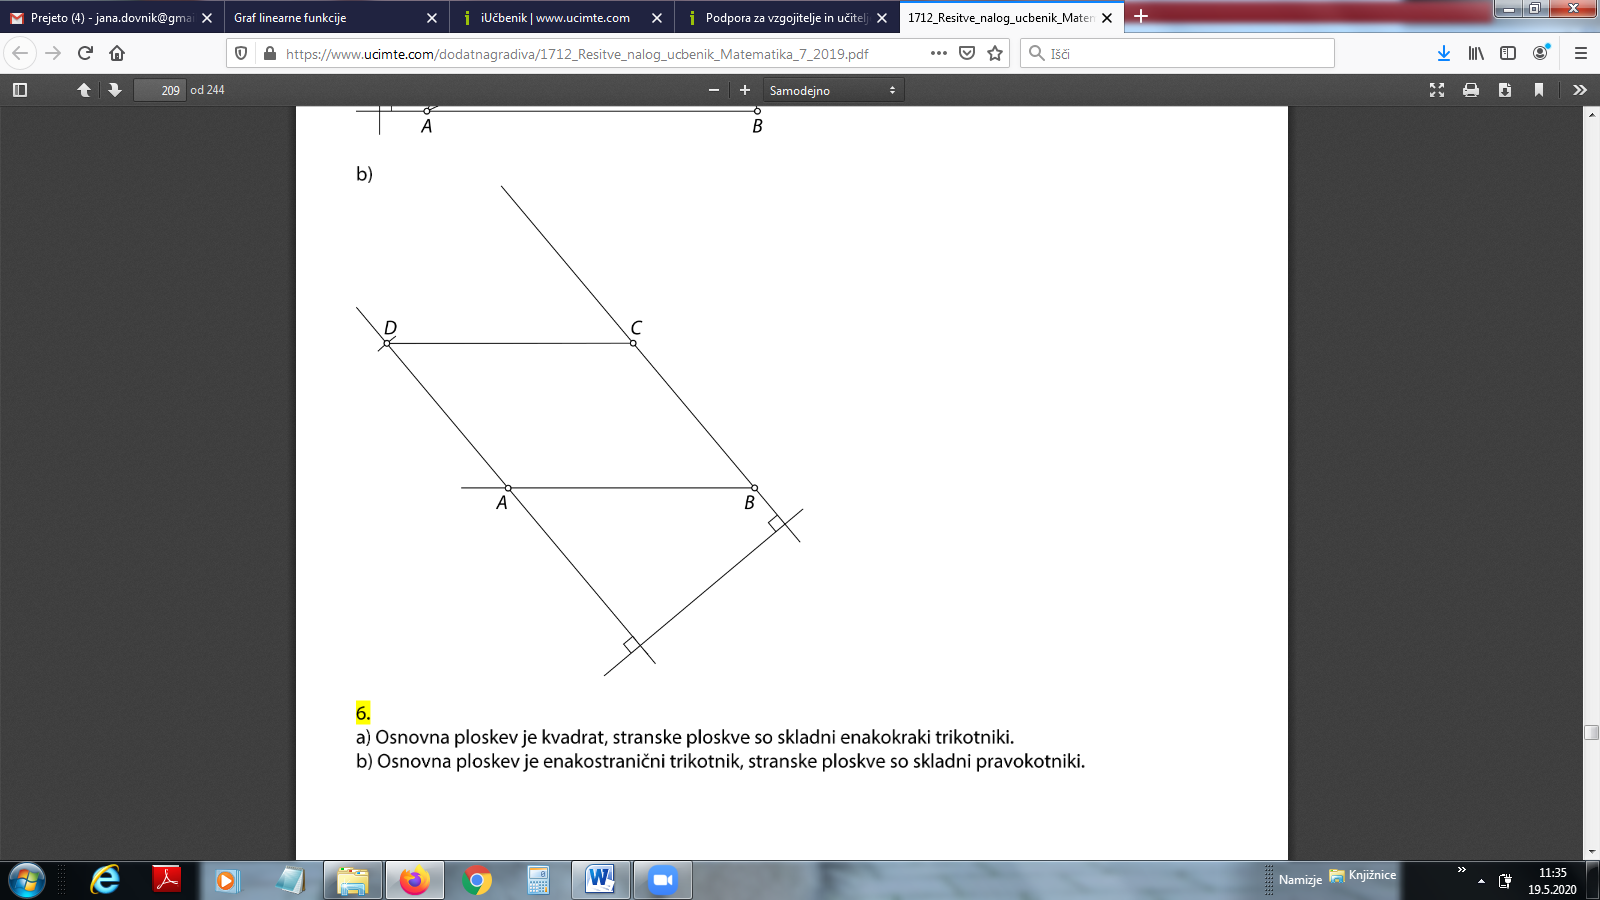 Prejeto (4) - jana.dovnik@gmai
Graf linearne funkcije
iUčbenik | www.ucimte.com
Podpora za vzgojitelje in učitelj
1712_Resitve_nalog_ucbenik_Matem
https://www.ucimte.com/dodatnagradiva/1712_Resitve_nalog_ucbenik_Matematika_7_2019.pdf
Išči
209 od 244
Samodejno
A B
b)
D C
A B
6.
a) Osnovna ploskev je kvadrat, stranske ploskve so skladni enakokraki trikotniki.
b) Osnovna ploskev je enakostranični trikotnik, stranske ploskve so skladni pravokotniki.
Namizje
Knjižnice
11:35
19.5.2020